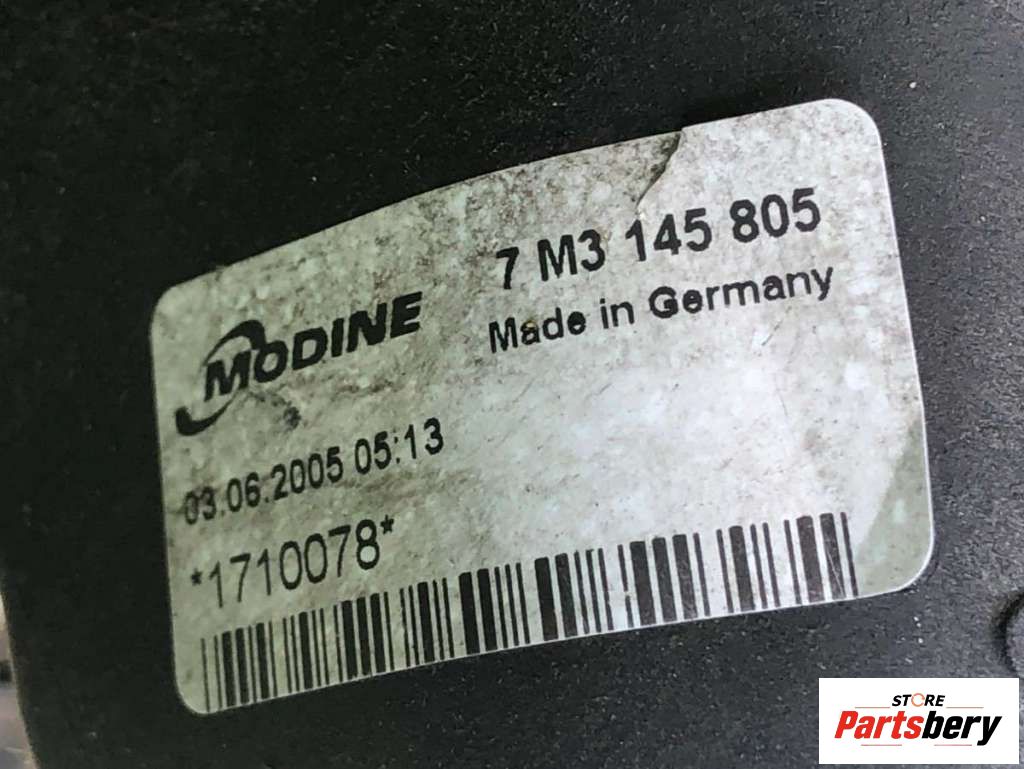 7 M3 145 805
Made in Germany
MODINE
03.06.2005 05:13
*1710078*
STORE
Partsbery